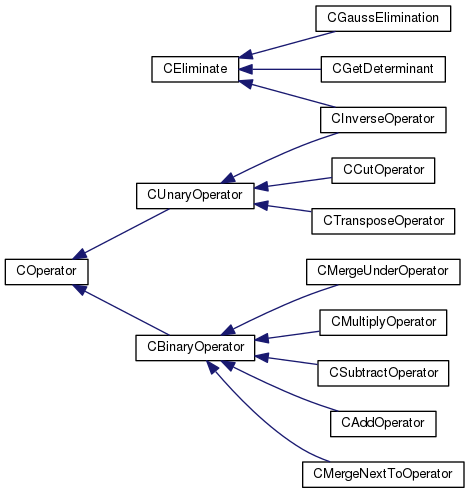 CGaussElimination
CEliminate
CGetDeterminant
CInverseOperator
CCutOperator
CUnaryOperator
CTransposeOperator
COperator
CMergeUnderOperator
CMultiplyOperator
CBinaryOperator
CSubtractOperator
CAddOperator
CMergeNextToOperator